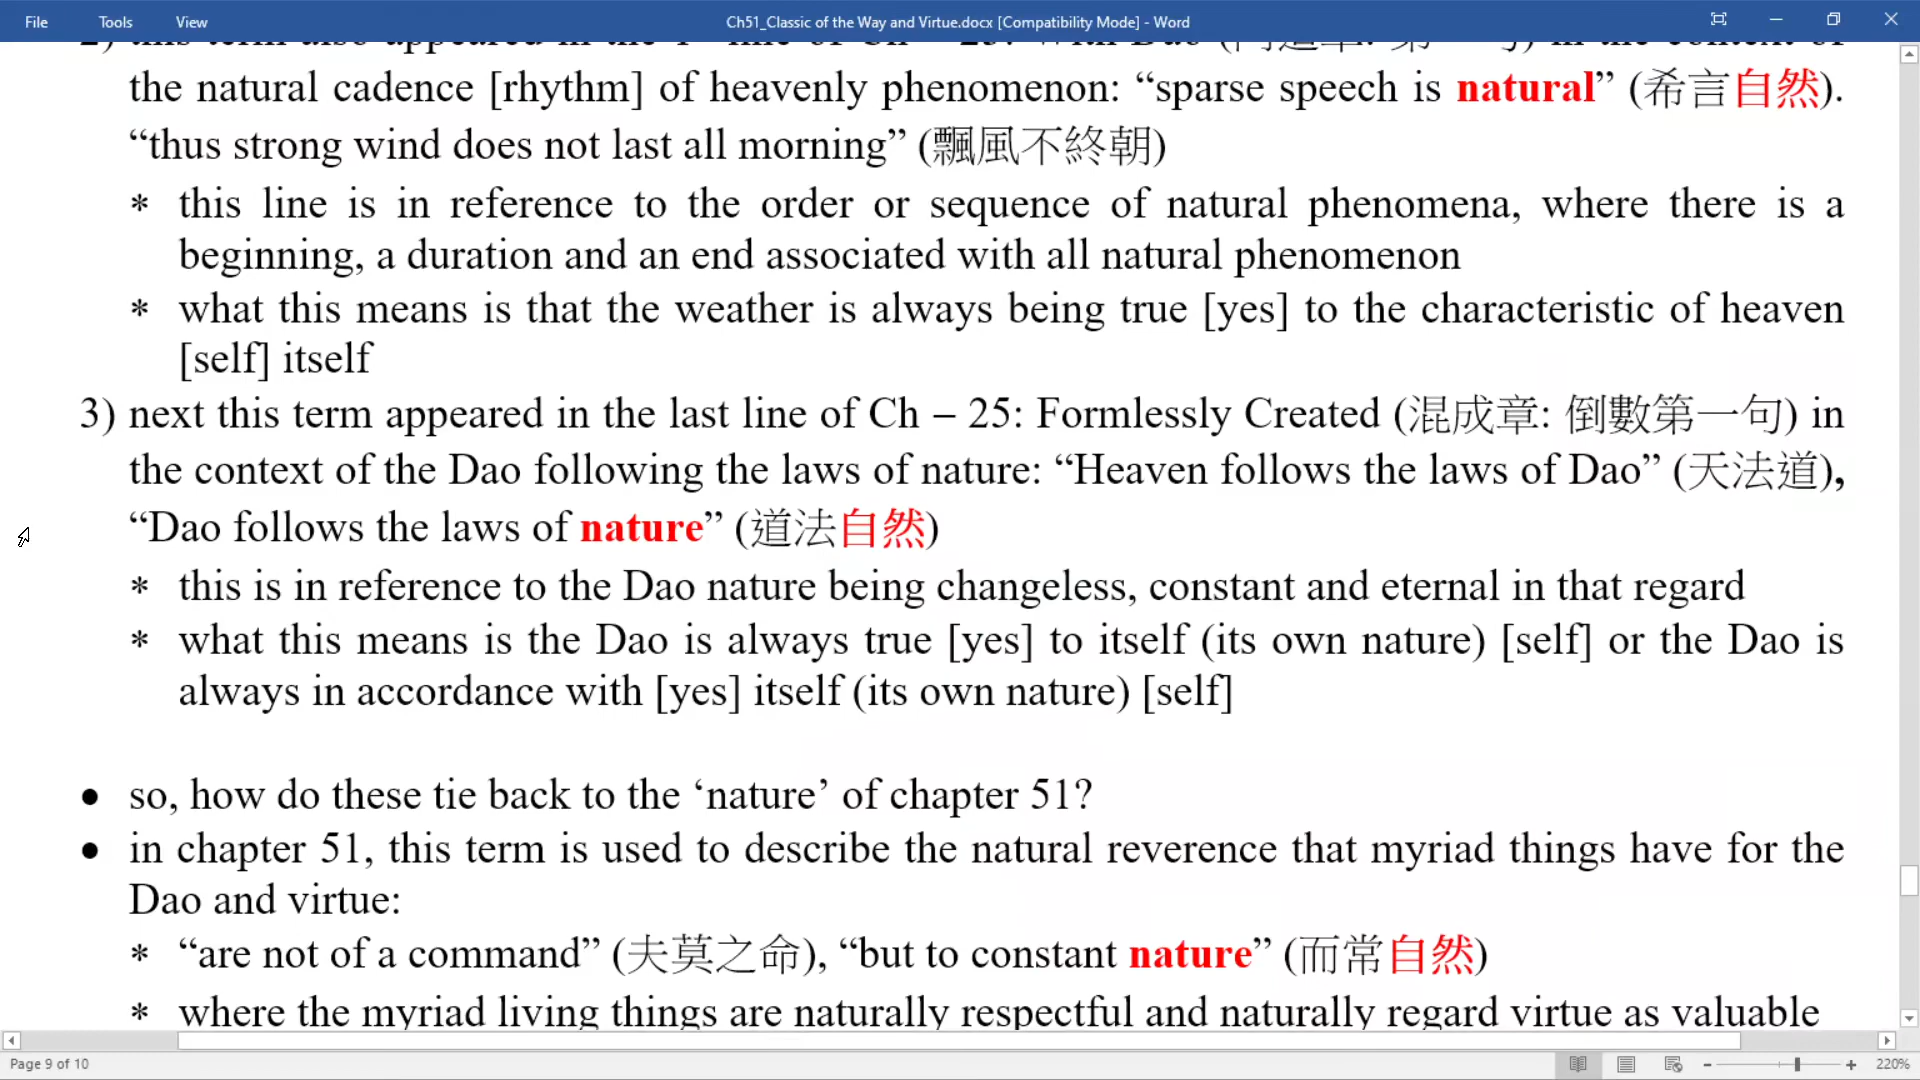 File Tools View Ch51_Classic of the Way and Virtue.docx [Compatibility Mode] - Word
the natural cadence [rhythm] of heavenly phenomenon: “sparse speech is natural” (希言自然).
“thus strong wind does not last all morning” (飄風不終朝)
* this line is in reference to the order or sequence of natural phenomena, where there is a
beginning, a duration and an end associated with all natural phenomenon
* what this means is that the weather is always being true [yes] to the characteristic of heaven
[self] itself
3) next this term appeared in the last line of Ch – 25: Formlessly Created (混成章: 倒數第一句) in
the context of the Dao following the laws of nature: “Heaven follows the laws of Dao” (天法道),
“Dao follows the laws of nature” (道法自然)
* this is in reference to the Dao nature being changeless, constant and eternal in that regard
* what this means is the Dao is always true [yes] to itself (its own nature) [self] or the Dao is
always in accordance with [yes] itself (its own nature) [self]
● so, how do these tie back to the ‘nature’ of chapter 51?
● in chapter 51, this term is used to describe the natural reverence that myriad things have for the
Dao and virtue:
* “are not of a command” (夫莫之命), “but to constant nature” (而常自然)
* where the myriad living things are naturally respectful and naturally regard virtue as valuable
Page 9 of 10 220%